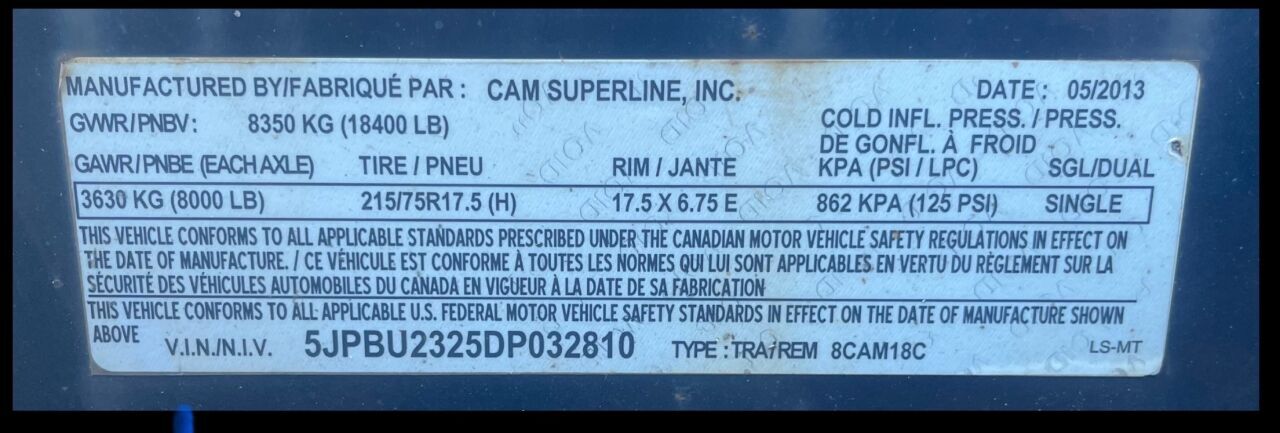 MANUFACTURED BY/FABRIQUÉ PAR : CAM SUPERLINE, INC. DATE : 05/2013
GVWR/PNBV : 8350 KG (18400 LB) COLD INFL. PRESS. / PRESS.
DE GONFL. À FROID
GAWR/PNBE (EACH AXLE) TIRE / PNEU RIM / JANTE KPA (PSI / LPC) SGL/DUAL
3630 KG (8000 LB) 215/75R17.5 (H) 17.5 X 6.75 E 862 KPA (125 PSI) SINGLE
THIS VEHICLE CONFORMS TO ALL APPLICABLE STANDARDS PRESCRIBED UNDER THE CANADIAN MOTOR VEHICLE SAFETY REGULATIONS IN EFFECT ON
THE DATE OF MANUFACTURE. / CE VÉHICULE EST CONFORME À TOUTES LES NORMES QUI LUI SONT APPLICABLES EN VERTU DU RÈGLEMENT SUR LA
SÉCURITÉ DES VÉHICULES AUTOMOBILES DU CANADA EN VIGUEUR À LA DATE DE SA FABRICATION
THIS VEHICLE CONFORMS TO ALL APPLICABLE U.S. FEDERAL MOTOR VEHICLE SAFETY STANDARDS IN EFFECT ON THE DATE OF MANUFACTURE SHOWN
ABOVE V.I.N./N.I.V. 5JPBU2325DP032810 TYPE : TRA/REM 8CAM18C LS-MT